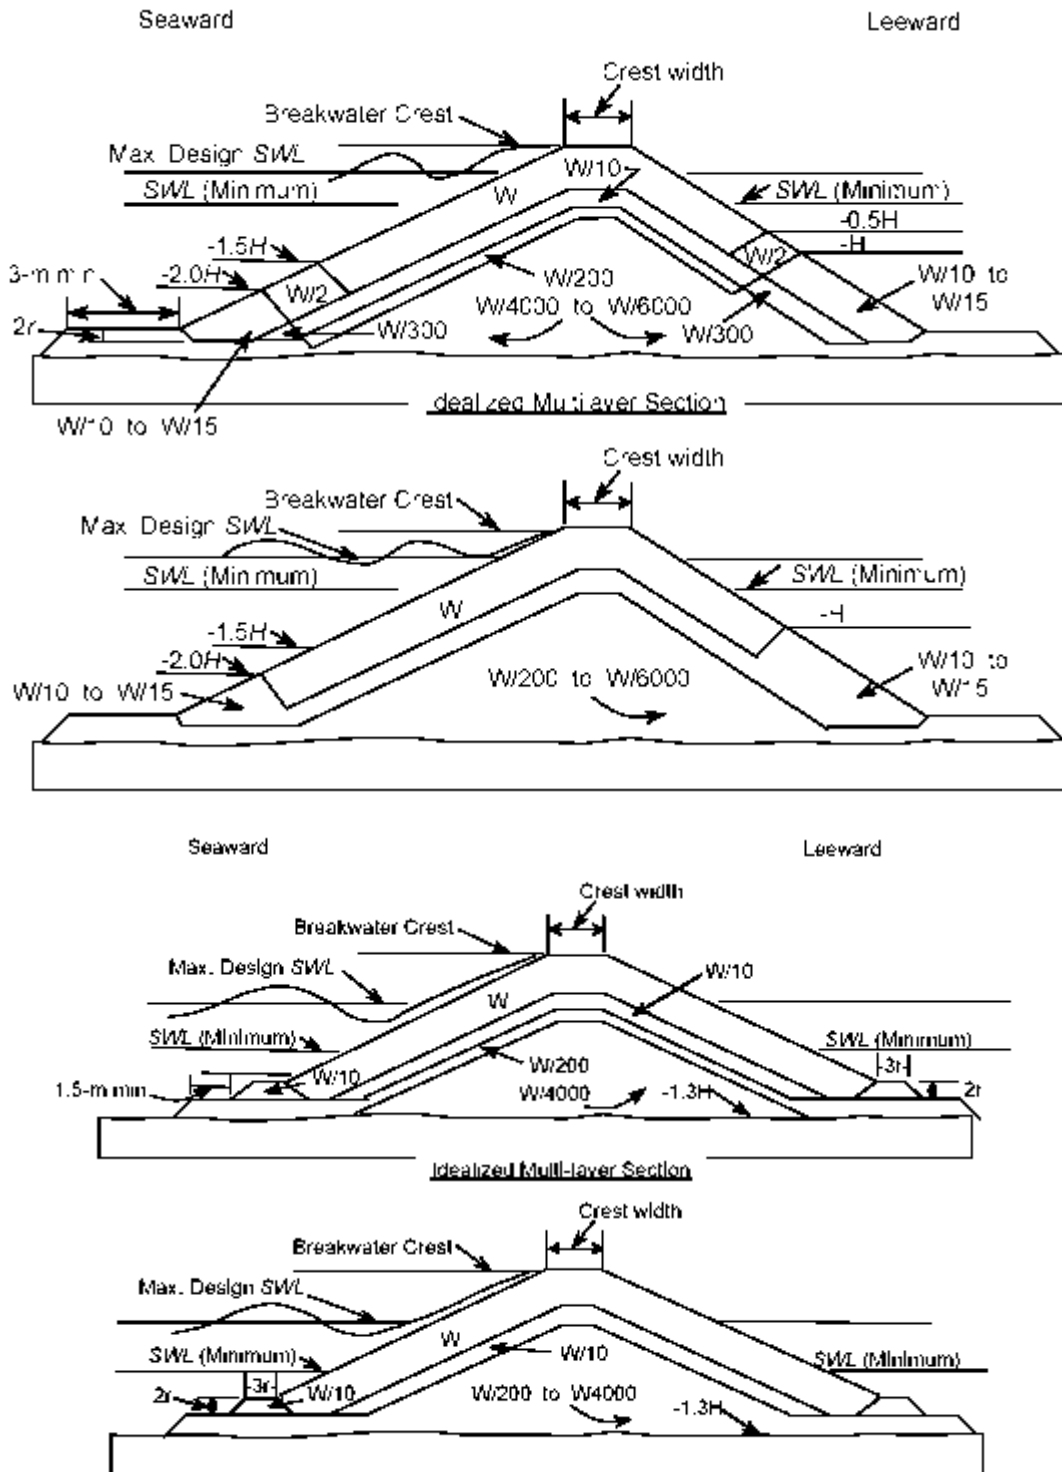 Seaward
Leeward
Crest width
Breakwater Crest
Max. Design SWL
SWL (Minimum)
W
W/10
SWL (Minimum)
-0.5H
-H
W/2
-1.5H
-2.0H
3-m min
W/2
W/200
W/4000 to W/6000
W/10 to W/15
2r
W/300
W/300
W/10 to W/15
Idealized Multilayer Section
Crest width
Breakwater Crest
Max. Design SWL
SWL (Minimum)
SWL (Minimum)
W
-H
-1.5H
-2.0H
W/10 to W/15
W/200 to W/6000
W/10 to W/15
Seaward
Leeward
Crest width
Breakwater Crest
Max. Design SWL
W/10
W
SWL (Minimum)
SWL (Minimum)
W/10
W/200
-3r-
1.5-m min
W/4000
-1.3H
2r
Idealized Multi-layer Section
Crest width
Breakwater Crest
Max. Design SWL
W
SWL (Minimum)
W/10
SWL (Minimum)
-3r-
2r
W/10
W/200 to W4000
-1.3H